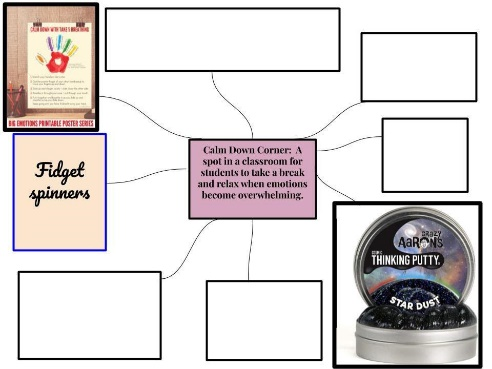 CALM DOWN WITH TAKE 5 BREATHING
BIG EMOTIONS PRINTABLE POSTER SERIES
Fidget
spinners
Calm Down Corner: A
spot in a classroom for
students to take a break
and relax when emotions
become overwhelming.
CRAZY
AARON'S
THINKING PUTTY.
STAR DUST